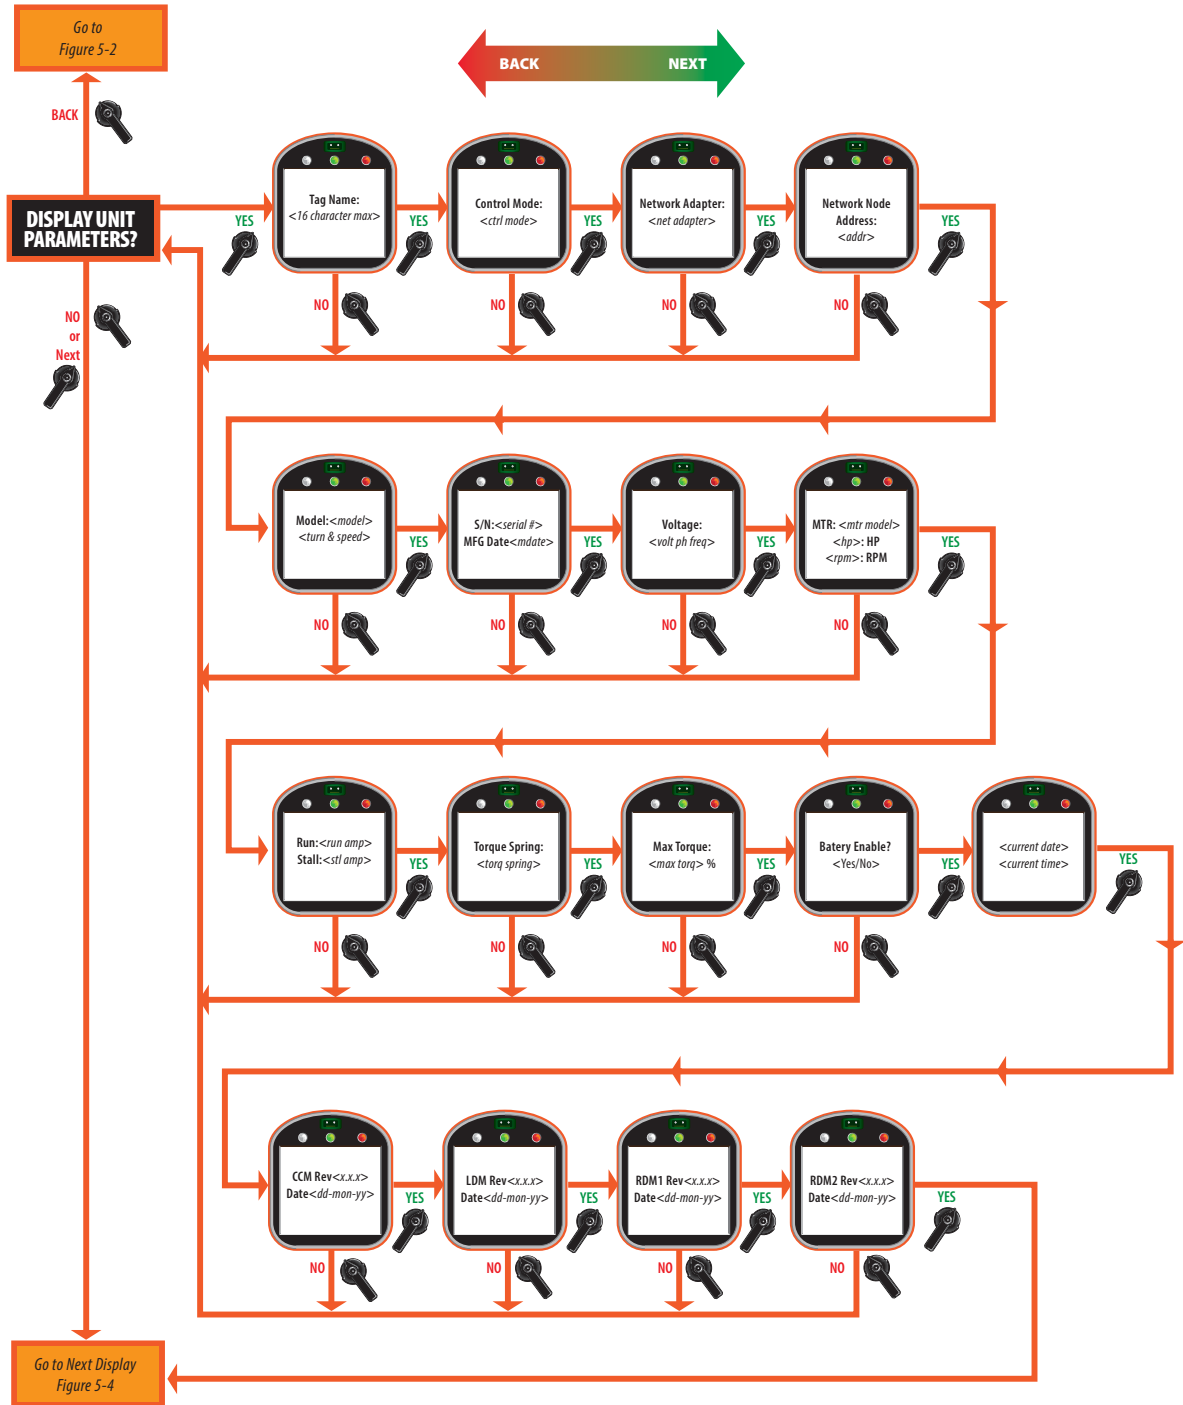 Go to
Figure 5-2
BACK NEXT
BACK
DISPLAY UNIT
PARAMETERS?
YES
Tag Name:
<16 character max>
YES
Control Mode:
<ctrl mode>
YES
Network Adapter:
<net adapter>
YES
Network Node
Address:
<addr>
YES
NO
NO
NO
NO
NO
or
Next
Model:<model>
<turn & speed>
YES
S/N:<serial #>
MFG Date<mdate>
YES
Voltage:
<volt ph freq>
YES
MTR: <mtr model>
<hp>: HP
<rpm>: RPM
YES
NO
NO
NO
NO
Run:<run amp>
Stall:<stl amp>
YES
Torque Spring:
<torq spring>
YES
Max Torque:
<max torq> %
YES
Batery Enable?
<Yes/No>
YES
<current date>
<current time>
YES
NO
NO
NO
NO
CCM Rev<x.x.x>
Date<dd-mon-yy>
YES
LDM Rev<x.x.x>
Date<dd-mon-yy>
YES
RDM1 Rev<x.x.x>
Date<dd-mon-yy>
YES
RDM2 Rev<x.x.x>
Date<dd-mon-yy>
YES
NO
NO
NO
NO
Go to Next Display
Figure 5-4